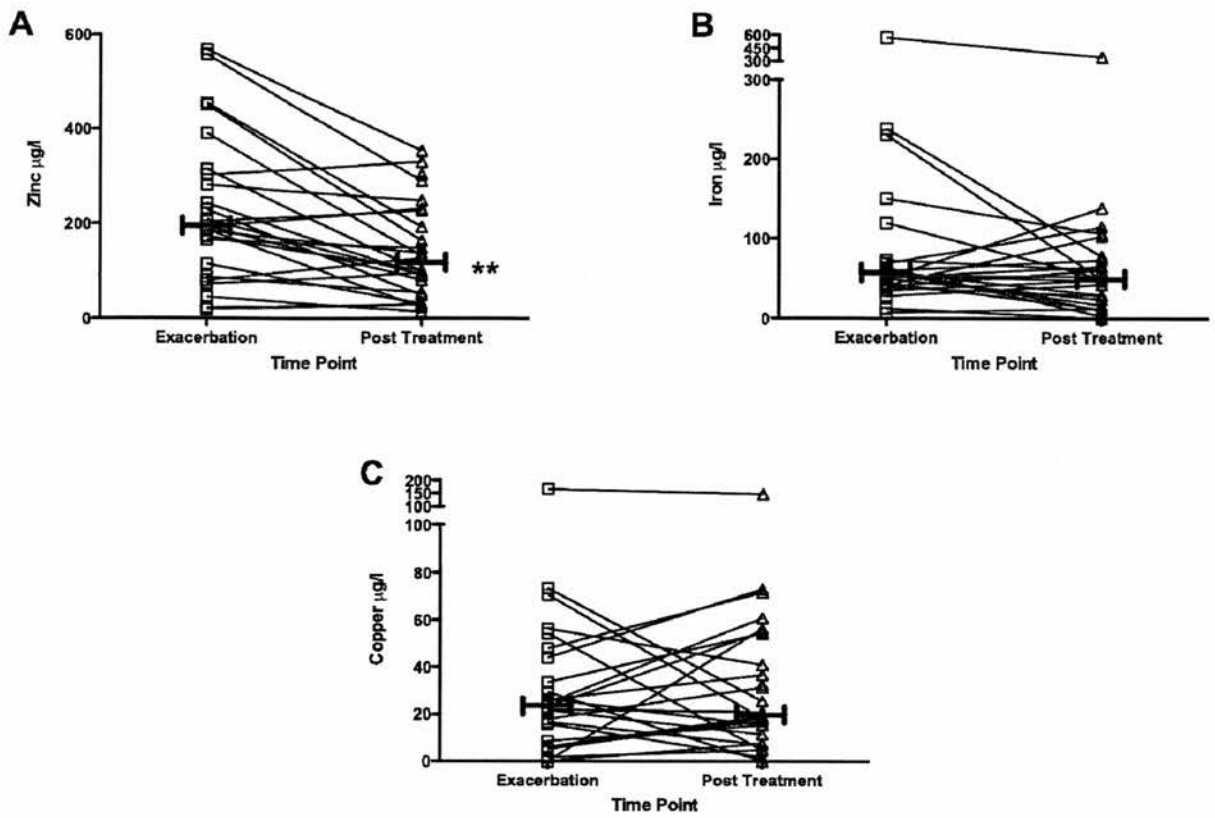 A
600
400
200
0
Zinc µg/l
**
Exacerbation Post Treatment
Time Point
B
600
450
300
300
200
100
0
Iron µg/l
Exacerbation Post Treatment
Time Point
C
200
150
100
100
80
60
40
20
0
Copper µg/l
Exacerbation Post Treatment
Time Point